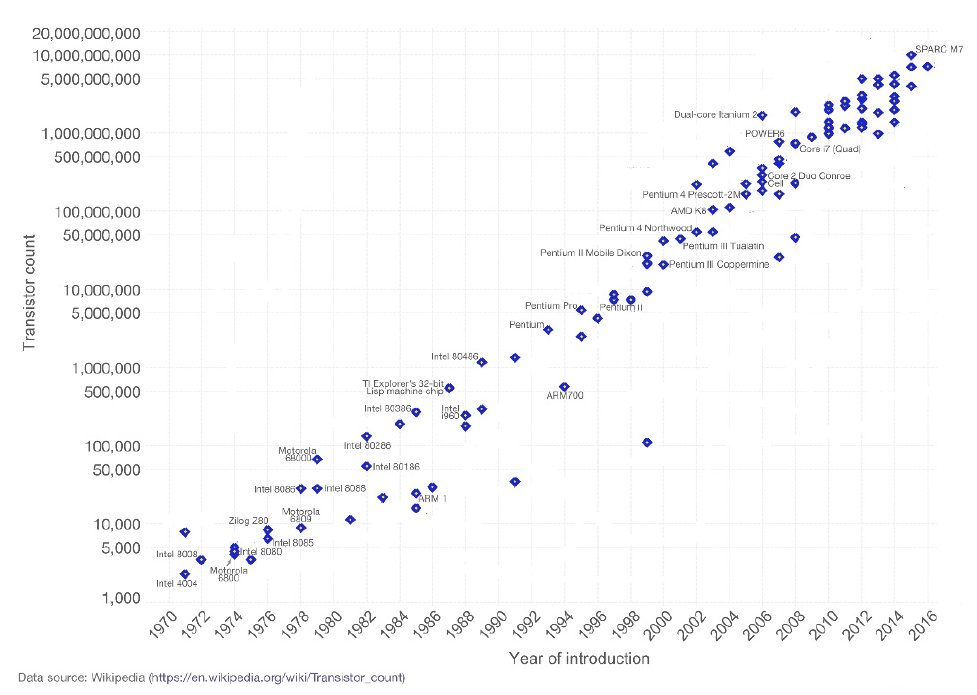 20,000,000,000
10,000,000,000
5,000,000,000
1,000,000,000
500,000,000
100,000,000
50,000,000
10,000,000
5,000,000
1,000,000
500,000
100,000
50,000
10,000
5,000
1,000
Transistor count
SPARC M7
Dual-core Itanium 2
POWER6
Core i7 (Quad)
Core 2 Duo Conroe
Cell
Pentium 4 Prescott-2M
AMD K8
Pentium 4 Northwood
Pentium III Tualatin
Pentium II Mobile Dixon
Pentium III Coppermine
Pentium Pro
Pentium II
Pentium
Intel 80486
TI Explorer's 32-bit
Lisp machine chip
ARM700
Intel 80386
Intel
i960
Intel 80286
Motorola
68000
Intel 80186
Intel 8086
Intel 8088
ARM 1
Motorola
6809
Zilog Z80
Intel 8085
Intel 8008
Intel 8080
Motorola
6800
Intel 4004
1970
1972
1974
1976
1978
1980
1982
1984
1986
1988
1990
1992
1994
1996
1998
2000
2002
2004
2006
2008
2010
2012
2014
2016
Year of introduction
Data source: Wikipedia (https://en.wikipedia.org/wiki/Transistor_count)